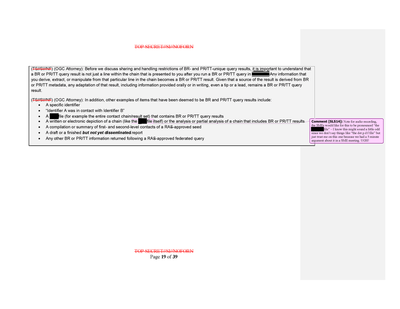 TOP SECRET//SI//NOFORN
(TS//SI//NF) (OGC Attorney) Before we discuss sharing and handling restrictions of BR- and PR/TT-unique query results, it is important to understand that
a BR or PR/TT query result is not just a line within the chain that is presented to you after you run a BR or PR/TT query in Any information that
you derive, extract, or manipulate from that particular line in the chain becomes a BR or PR/TT query result. Given that a source of the result is derived from BR
or PR/TT metadata, any adaptation of that result, including information provided orally or in writing, even a tip or a lead, remains a BR or PR/TT query
result.
(TS//SI//NF) (OGC Attorney) In addition, other examples of items that have been deemed to be BR and PR/TT query results include:
• A specific identifier
• "Identifier A was in contact with Identifier B"
• A file (for example the entire contact chain/result set) that contains BR or PR/TT query results
• A written or electronic depiction of a chain (like the file itself) or the analysis or partial analysis of a chain that includes BR or PR/TT results
• A compilation or summary of first- and second-level contacts of a RAS-approved seed
• A draft or a finished but not yet disseminated report
• Any other BR or PR/TT information returned following a RAS-approved federated query
TOP SECRET//SI//NOFORN
Page 19 of 39